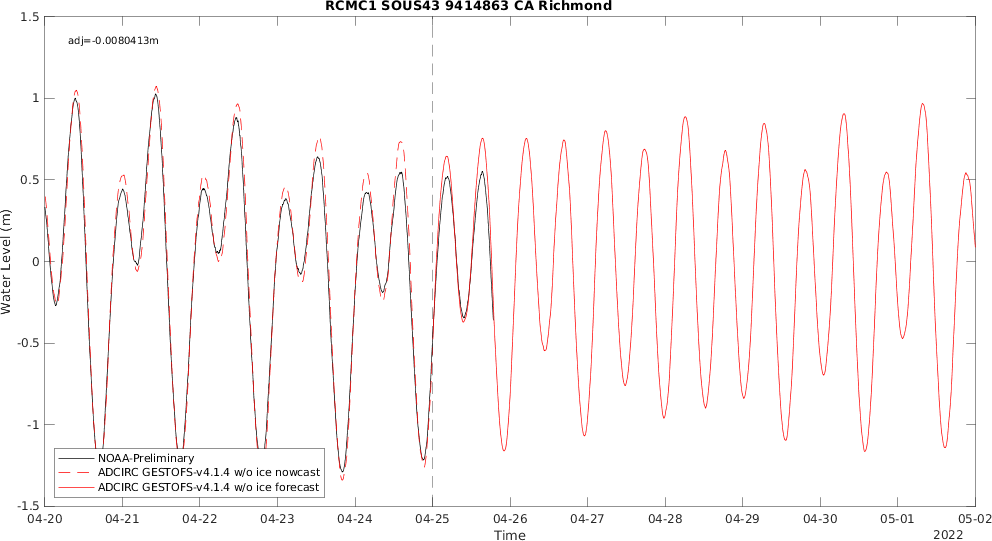 RCMC1 SOUS43 9414863 CA Richmond
adj=-0.0080413m
1.5
1
0.5
0
-0.5
-1
-1.5
Water Level (m)
NOAA-Preliminary
ADCIRC GESTOFS-v4.1.4 w/o ice nowcast
ADCIRC GESTOFS-v4.1.4 w/o ice forecast
04-20 04-21 04-22 04-23 04-24 04-25 04-26 04-27 04-28 04-29 04-30 05-01 05-02
Time
2022